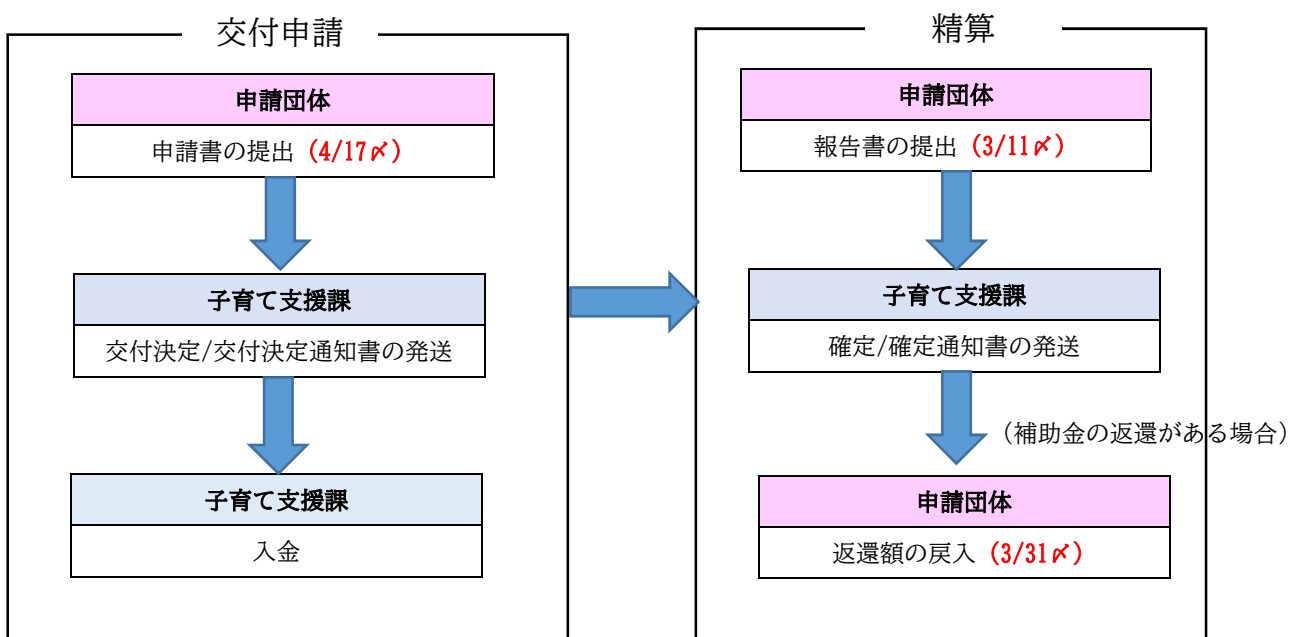 交付申請
申請団体
申請書の提出（4/17〆）
子育て支援課
交付決定/交付決定通知書の発送
子育て支援課
入金
精算
申請団体
報告書の提出（3/11〆）
子育て支援課
確定/確定通知書の発送
（補助金の返還がある場合）
申請団体
返還額の戻入（3/31〆）